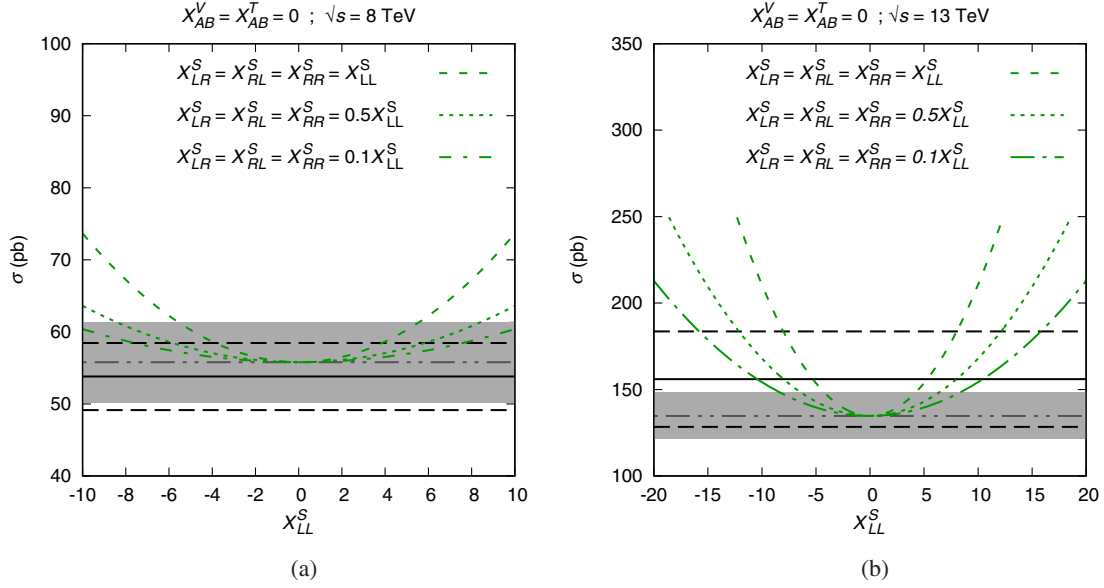 X^V_AB = X^T_AB = 0 ; √s = 8 TeV
100
90
80
70
60
50
40
σ (pb)
X^S_LR = X^S_RL = X^S_RR = X^S_LL
X^S_LR = X^S_RL = X^S_RR = 0.5X^S_LL
X^S_LR = X^S_RL = X^S_RR = 0.1X^S_LL
-10 -8 -6 -4 -2 0 2 4 6 8 10
X^S_LL
(a)
X^V_AB = X^T_AB = 0 ; √s = 13 TeV
350
300
250
200
150
100
σ (pb)
X^S_LR = X^S_RL = X^S_RR = X^S_LL
X^S_LR = X^S_RL = X^S_RR = 0.5X^S_LL
X^S_LR = X^S_RL = X^S_RR = 0.1X^S_LL
-20 -15 -10 -5 0 5 10 15 20
X^S_LL
(b)